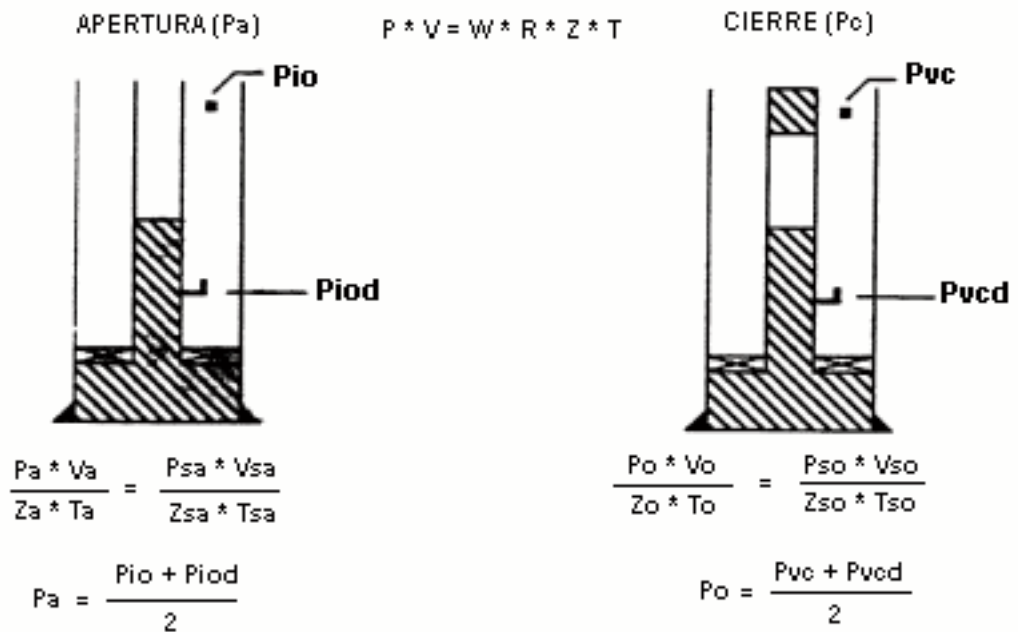 APERTURA (Pa)
P * V = W * R * Z * T
CIERRE (Pc)
Pio
Pvc
Piod
Pvcd
Pa * Va / Za * Ta = Psa * Vsa / Zsa * Tsa
Po * Vo / Zo * To = Pso * Vso / Zso * Tso
Pa = Pio + Piod / 2
Po = Pvc + Pvcd / 2